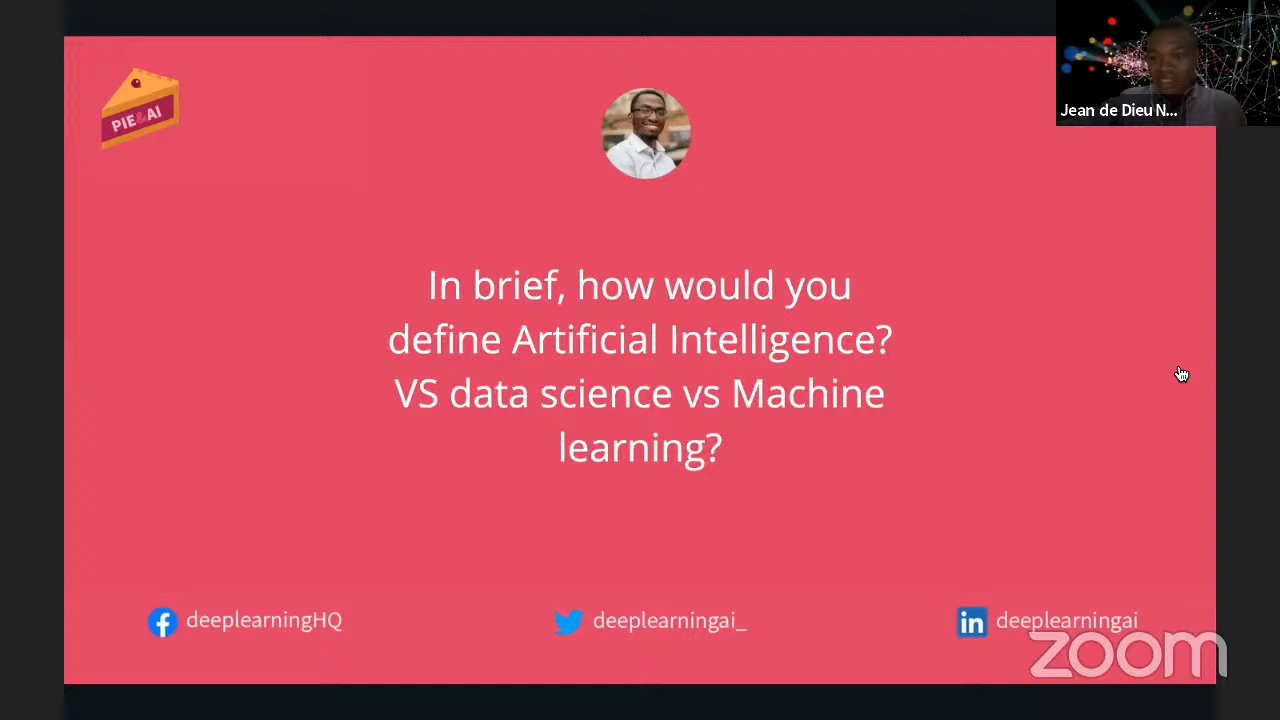 PIE&AI
Jean de Dieu N...
In brief, how would you
define Artificial Intelligence?
VS data science vs Machine
learning?
deeplearningHQ
deeplearningai_
deeplearningai
zoom